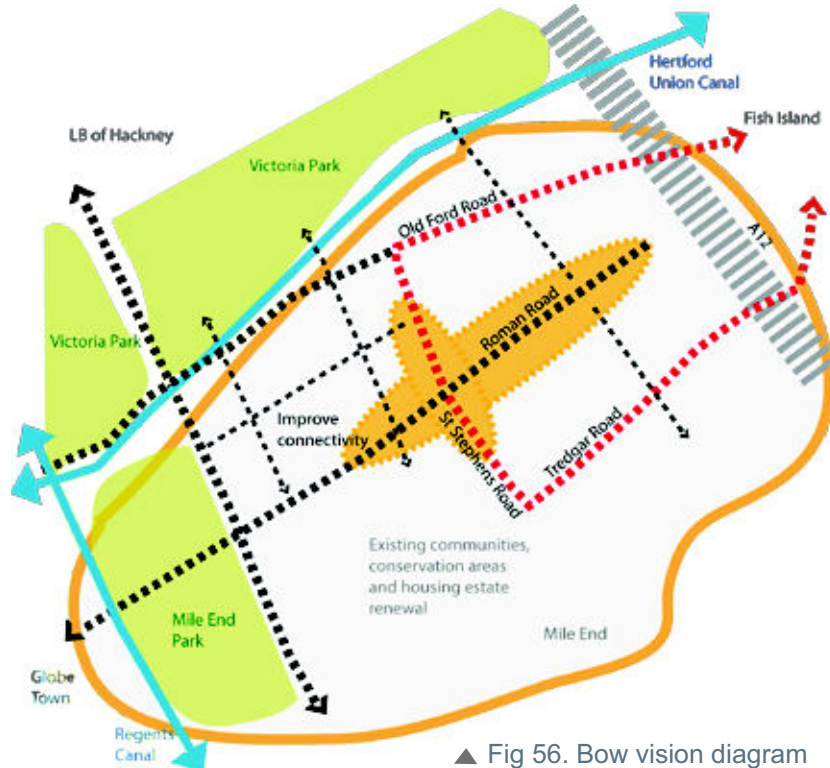 Hertford
Union Canal
Fish Island
LB of Hackney
Victoria Park
Old Ford Road
A12
Roman Road
Victoria Park
Improve
connectivity
St Stephens Road
Tredgar Road
Existing communities,
conservation areas
and housing estate
renewal
Mile End
Park
Mile End
Globe
Town
Regents
Canal
▲ Fig 56. Bow vision diagram